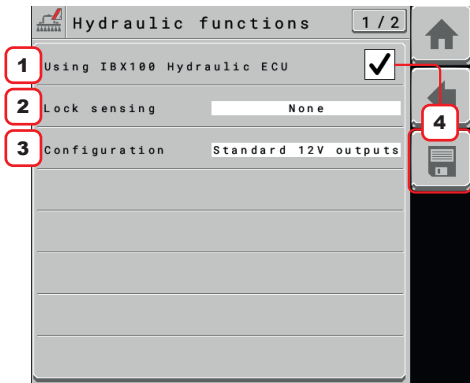 Hydraulic functions 1/2
1 Using IBX100 Hydraulic ECU
2 Lock sensing None
4
3 Configuration Standard 12V outputs